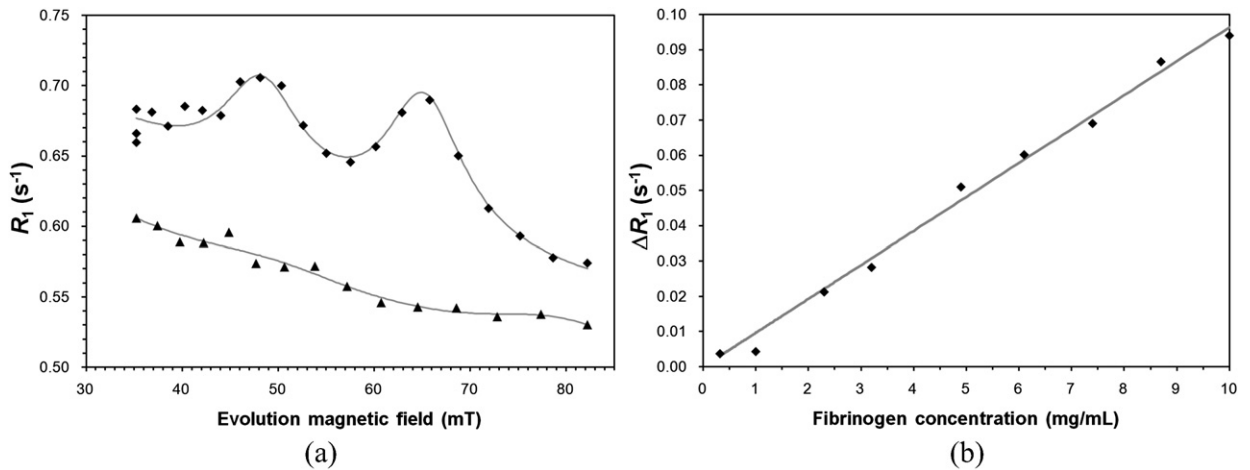 0.75
0.70
0.65
0.60
0.55
0.50
R₁ (s⁻¹)
30 40 50 60 70 80
Evolution magnetic field (mT)
(a)
0.10
0.09
0.08
0.07
0.06
0.05
0.04
0.03
0.02
0.01
0.00
ΔR₁ (s⁻¹)
0 1 2 3 4 5 6 7 8 9 10
Fibrinogen concentration (mg/mL)
(b)